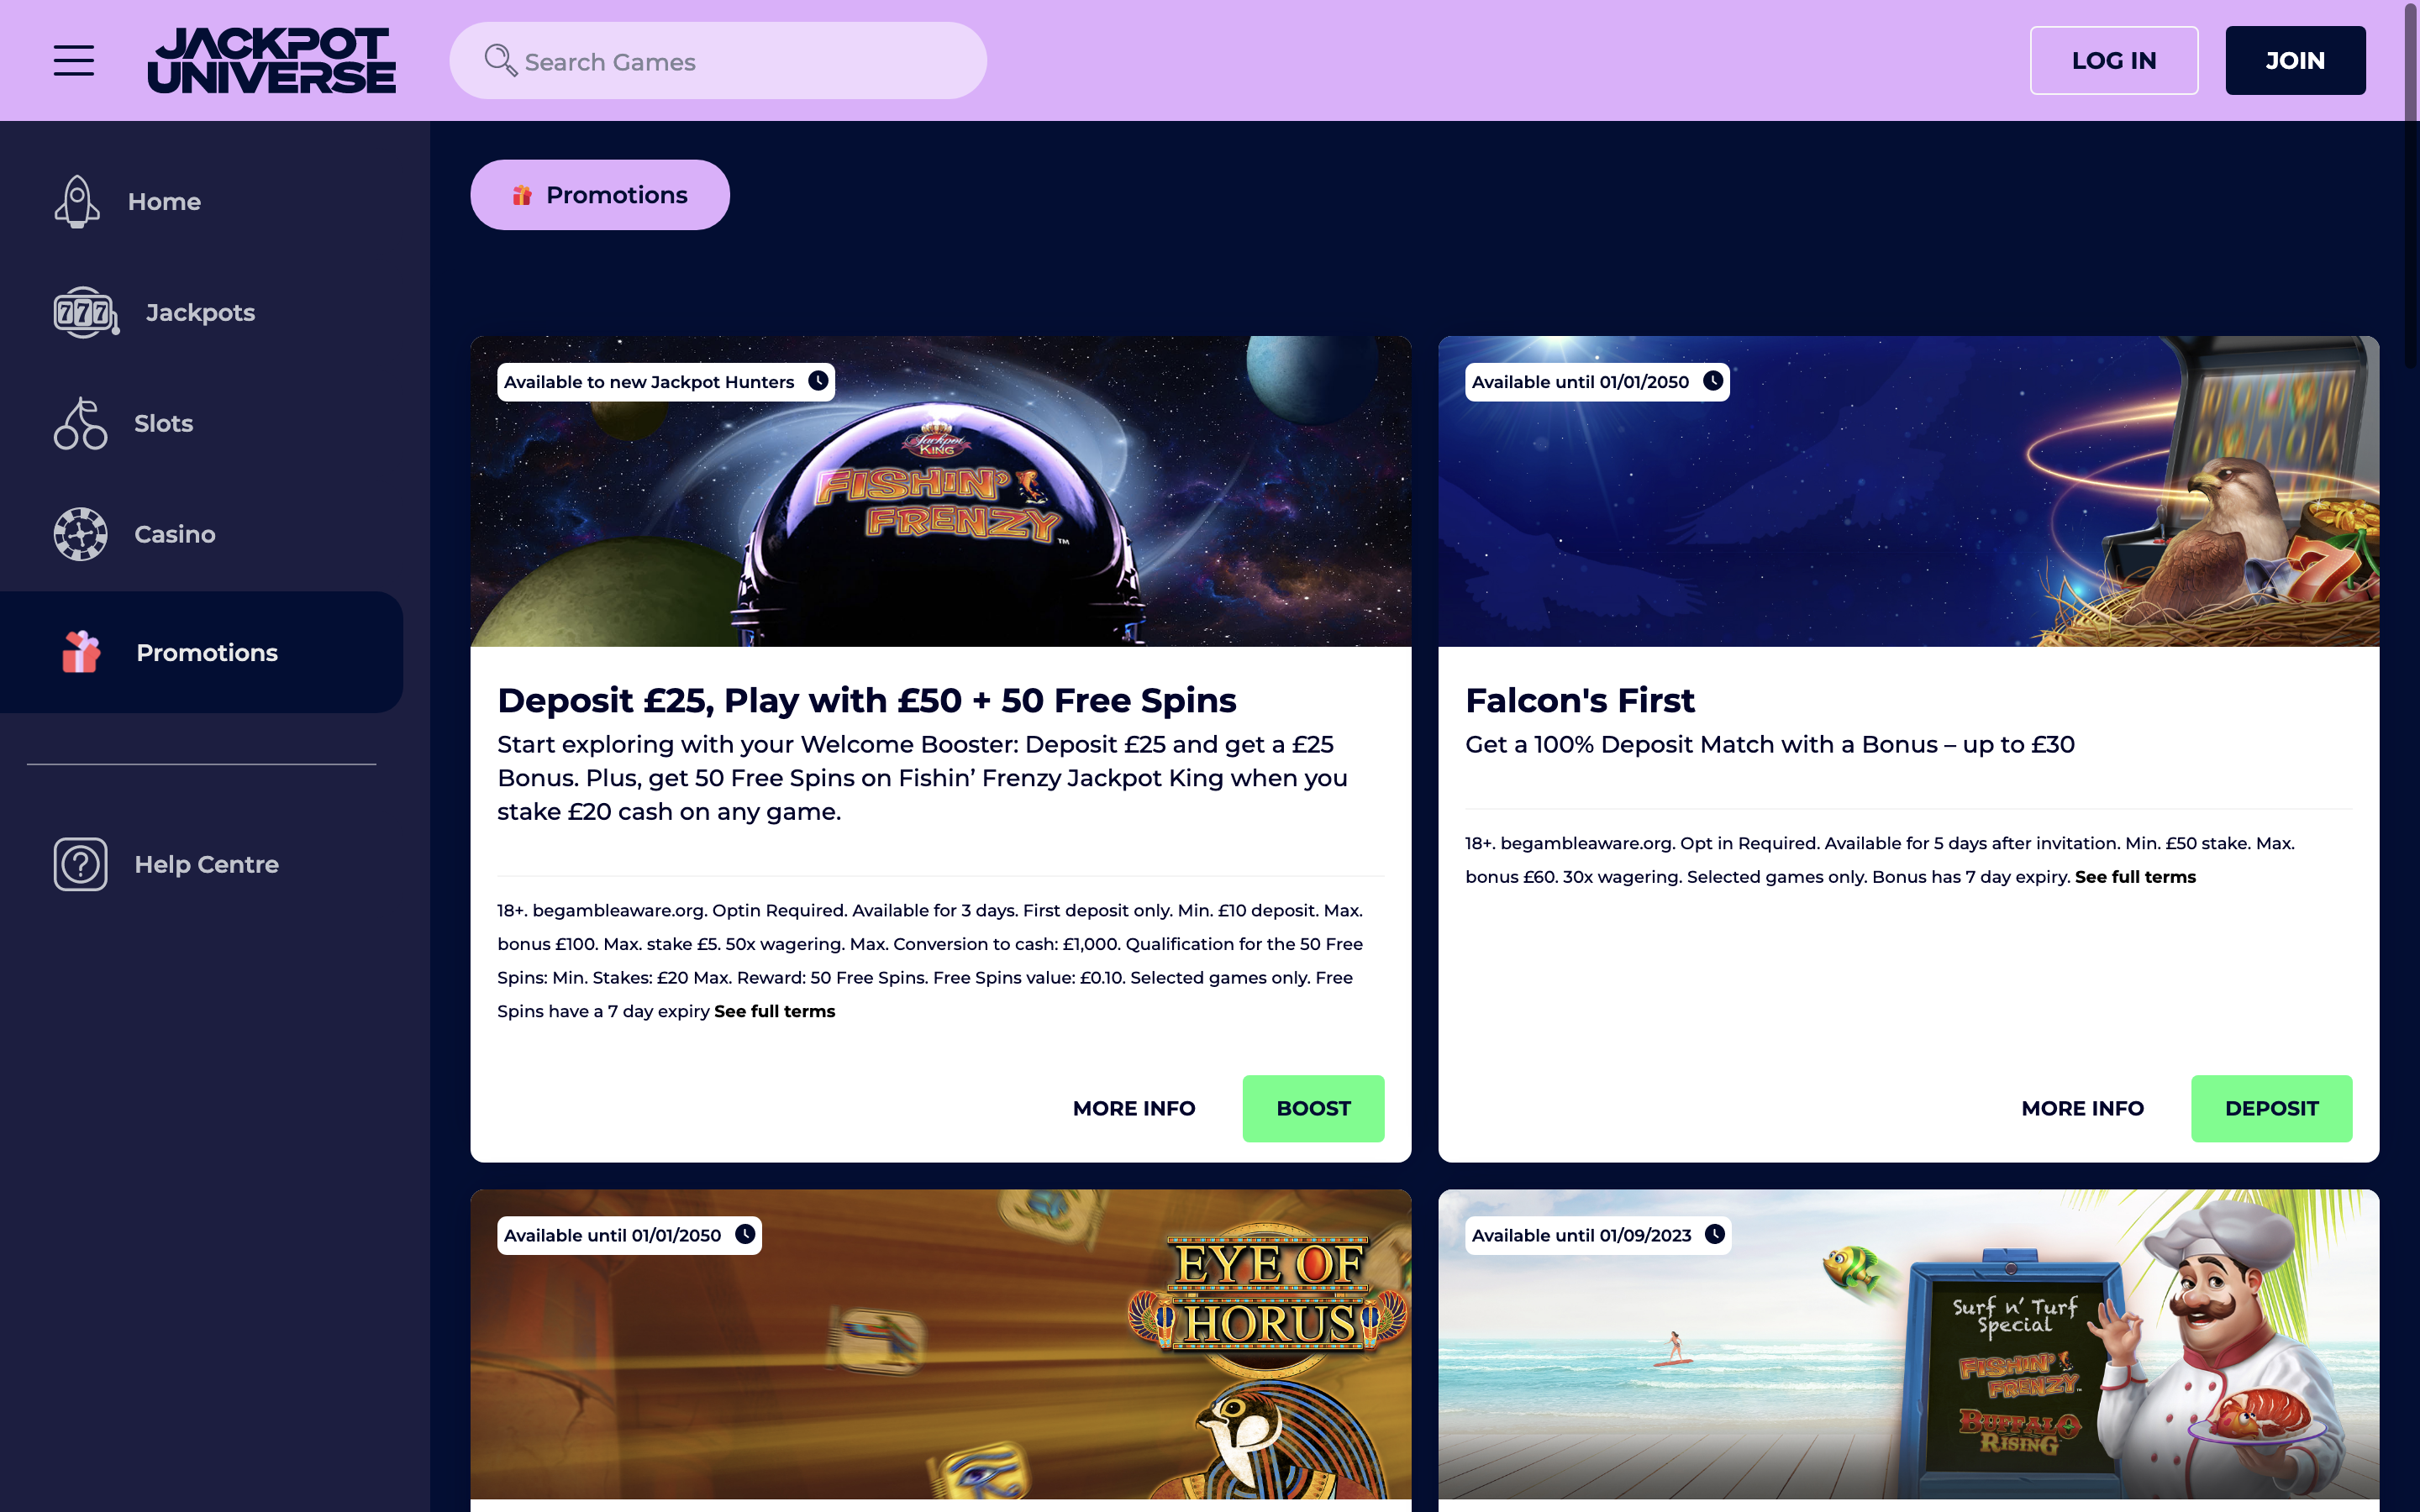 JACKPOT
UNIVERSE
Search Games
LOG IN
JOIN
Home
777
Jackpots
Slots
Casino
Promotions
Help Centre
Promotions
Available to new Jackpot Hunters
Jackpot
KING
FISHIN'
FRENZY™
Deposit £25, Play with £50 + 50 Free Spins
Start exploring with your Welcome Booster: Deposit £25 and get a £25
Bonus. Plus, get 50 Free Spins on Fishin’ Frenzy Jackpot King when you
stake £20 cash on any game.
18+. begambleaware.org. Optin Required. Available for 3 days. First deposit only. Min. £10 deposit. Max.
bonus £100. Max. stake £5. 50x wagering. Max. Conversion to cash: £1,000. Qualification for the 50 Free
Spins: Min. Stakes: £20 Max. Reward: 50 Free Spins. Free Spins value: £0.10. Selected games only. Free
Spins have a 7 day expiry See full terms
MORE INFO
BOOST
Available until 01/01/2050
7
Falcon's First
Get a 100% Deposit Match with a Bonus – up to £30
18+. begambleaware.org. Opt in Required. Available for 5 days after invitation. Min. £50 stake. Max.
bonus £60. 30x wagering. Selected games only. Bonus has 7 day expiry. See full terms
MORE INFO
DEPOSIT
Available until 01/01/2050
EYE OF
HORUS
Available until 01/09/2023
Surf n' Turf
Special
FISHIN'
FRENZY™
BUFFALO
RISING